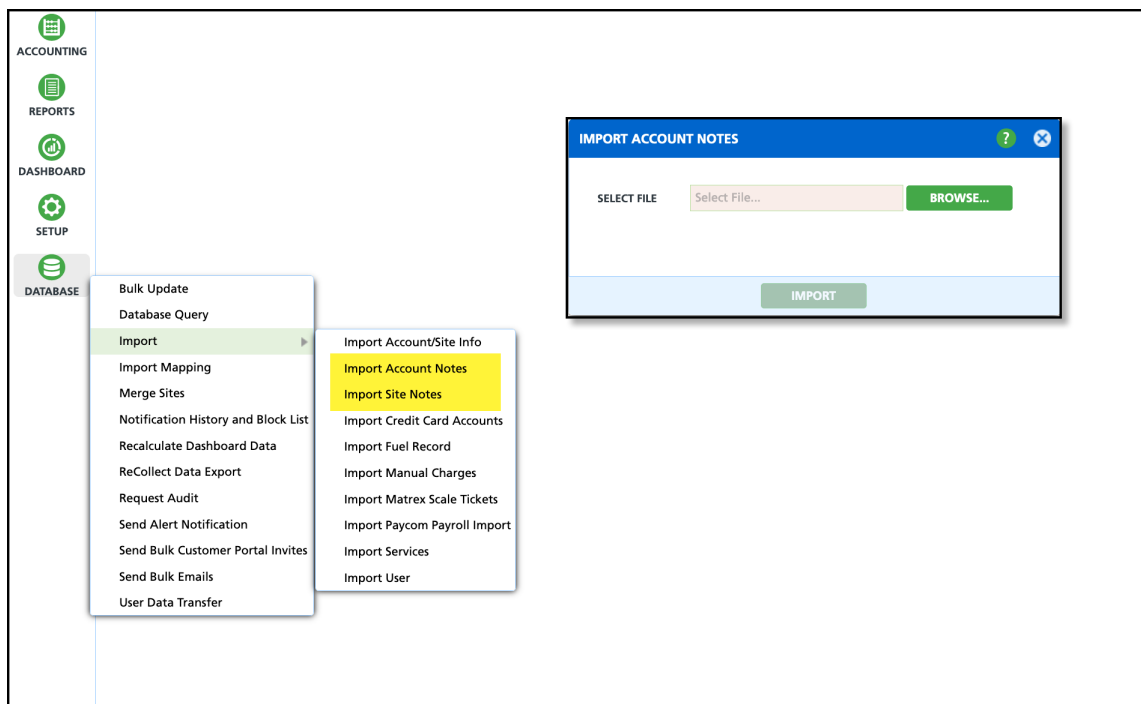 ACCOUNTING
REPORTS
DASHBOARD
SETUP
DATABASE
Bulk Update
Database Query
Import
Import Mapping
Merge Sites
Notification History and Block List
Recalculate Dashboard Data
ReCollect Data Export
Request Audit
Send Alert Notification
Send Bulk Customer Portal Invites
Send Bulk Emails
User Data Transfer
Import Account/Site Info
Import Account Notes
Import Site Notes
Import Credit Card Accounts
Import Fuel Record
Import Manual Charges
Import Matrex Scale Tickets
Import Paycom Payroll Import
Import Services
Import User
IMPORT ACCOUNT NOTES ?
SELECT FILE Select File... BROWSE...
IMPORT